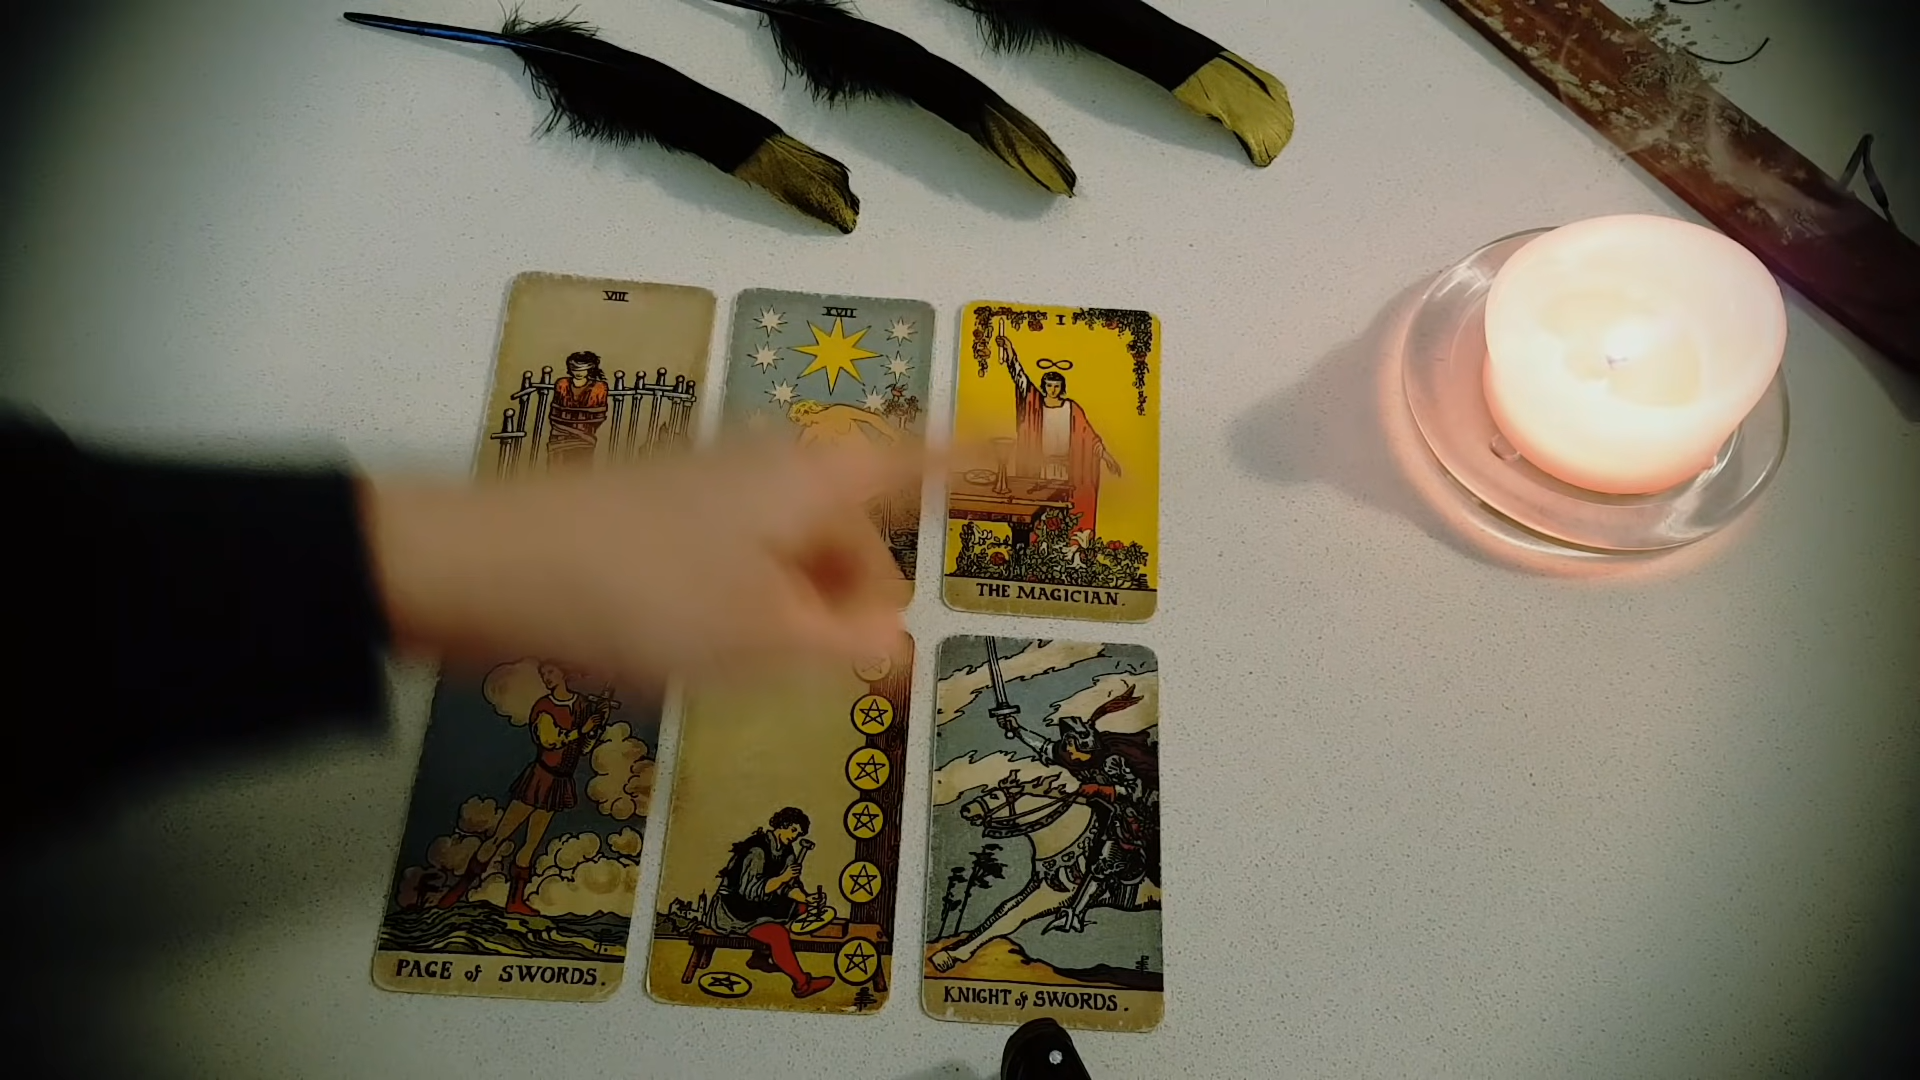 VIII
XVII
I
THE MAGICIAN.
PAGE of SWORDS.
KNIGHT of SWORDS.